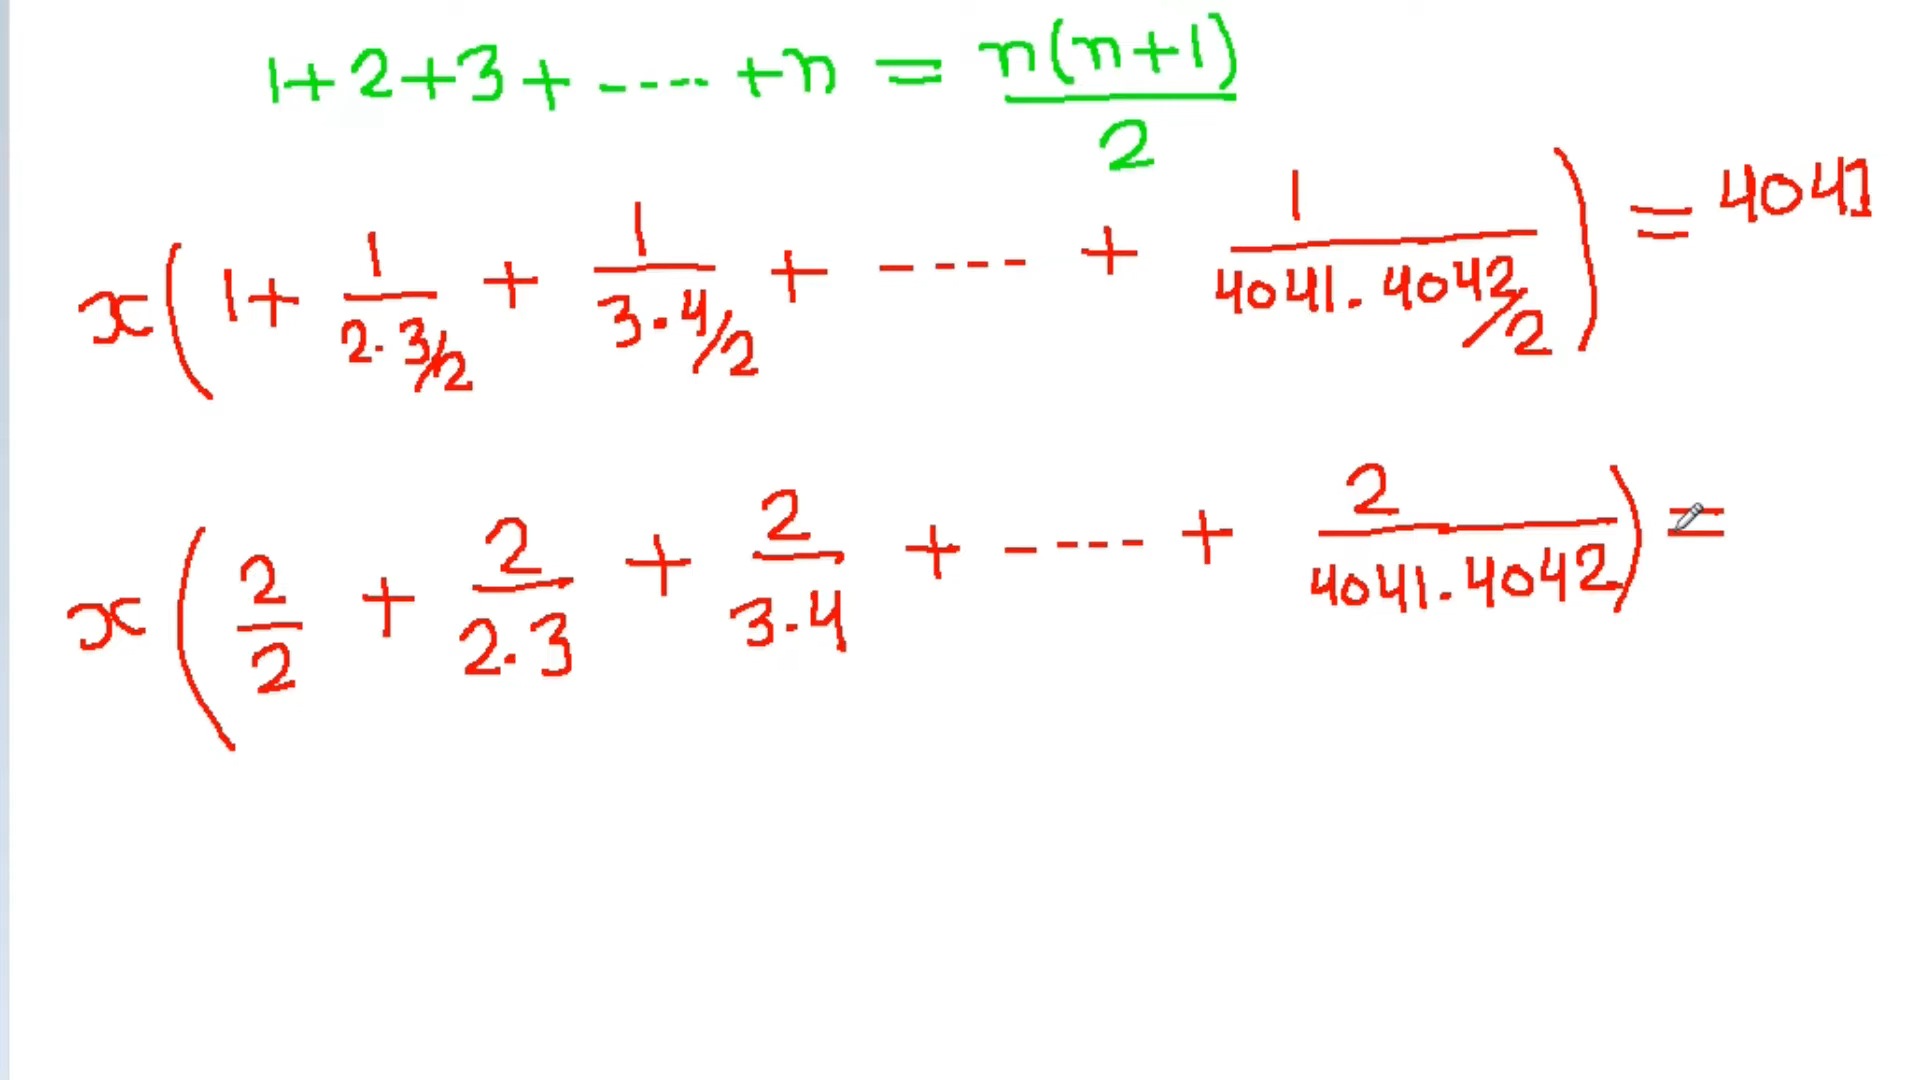 1+2+3+----+n = n(n+1)/2
x(1+ 1/(2.3/2) + 1/(3.4/2) + ---- + 1/(4041.4042/2)) = 4041
x(2/2 + 2/(2.3) + 2/(3.4) + ---- + 2/(4041.4042)) =